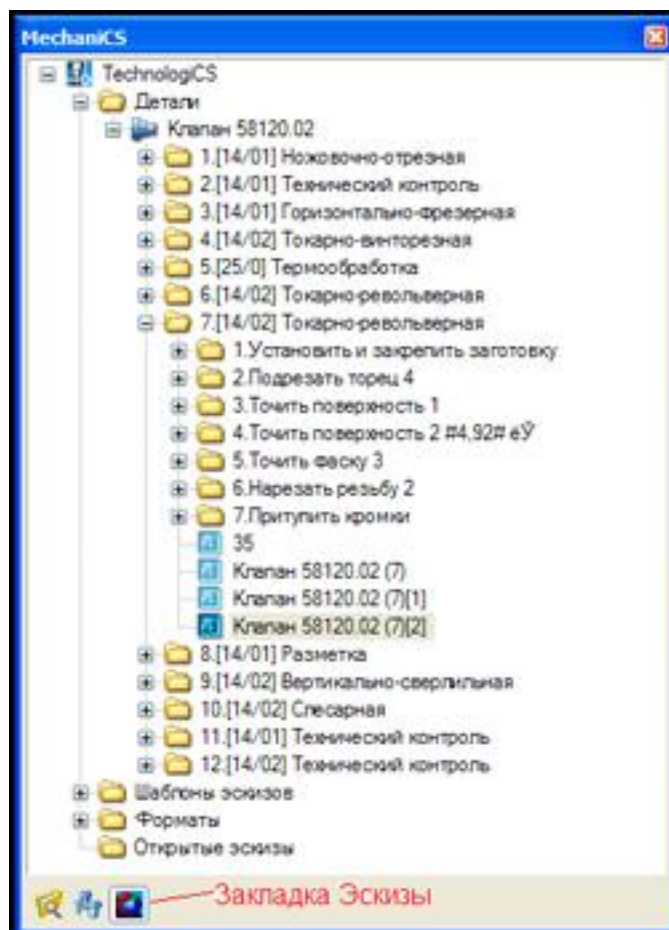 MechaniCS
TechnologiCS
Детали
Клапан 58120.02
1.[14/01] Ножовочно-отрезная
2.[14/01] Технический контроль
3.[14/01] Горизонтально-фрезерная
4.[14/02] Токарно-винторезная
5.[25/0] Термообработка
6.[14/02] Токарно-револьверная
7.[14/02] Токарно-револьверная
1.Установить и закрепить заготовку
2.Подрезать торец 4
3.Точить поверхность 1
4.Точить поверхность 2 #4,92# ёЎ
5.Точить фаску 3
6.Нарезать резьбу 2
7.Притупить кромки
35
Клапан 58120.02 (7)
Клапан 58120.02 (7)[1]
Клапан 58120.02 (7)[2]
8.[14/01] Разметка
9.[14/02] Вертикально-сверлильная
10.[14/02] Слесарная
11.[14/01] Технический контроль
12.[14/02] Технический контроль
Шаблоны эскизов
Форматы
Открытые эскизы
Закладка Эскизы